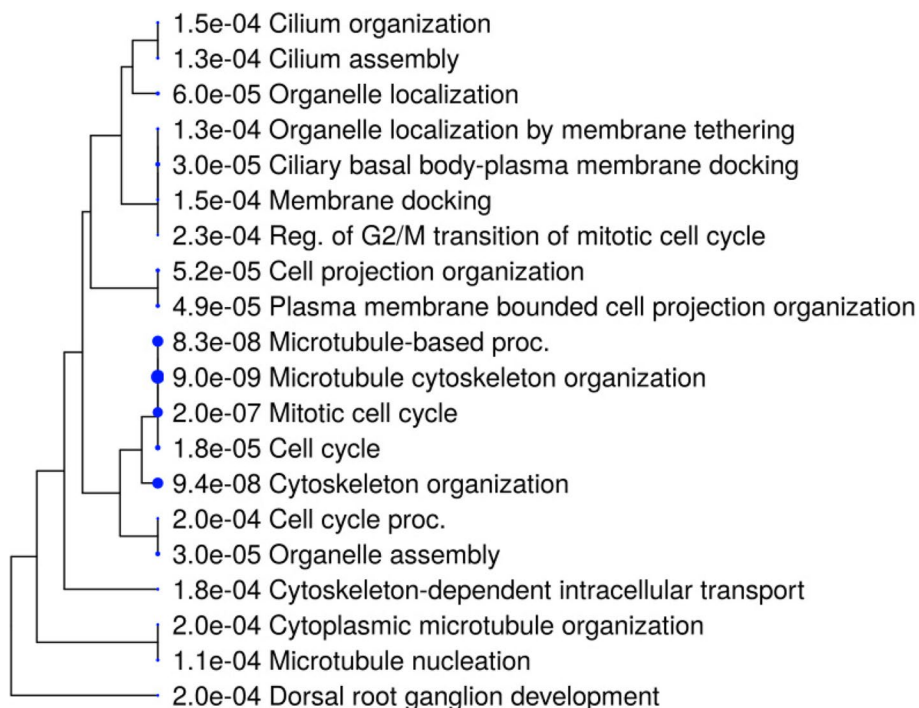 1.5e-04 Cilium organization
1.3e-04 Cilium assembly
6.0e-05 Organelle localization
1.3e-04 Organelle localization by membrane tethering
3.0e-05 Ciliary basal body-plasma membrane docking
1.5e-04 Membrane docking
2.3e-04 Reg. of G2/M transition of mitotic cell cycle
5.2e-05 Cell projection organization
4.9e-05 Plasma membrane bounded cell projection organization
8.3e-08 Microtubule-based proc.
9.0e-09 Microtubule cytoskeleton organization
2.0e-07 Mitotic cell cycle
1.8e-05 Cell cycle
9.4e-08 Cytoskeleton organization
2.0e-04 Cell cycle proc.
3.0e-05 Organelle assembly
1.8e-04 Cytoskeleton-dependent intracellular transport
2.0e-04 Cytoplasmic microtubule organization
1.1e-04 Microtubule nucleation
2.0e-04 Dorsal root ganglion development